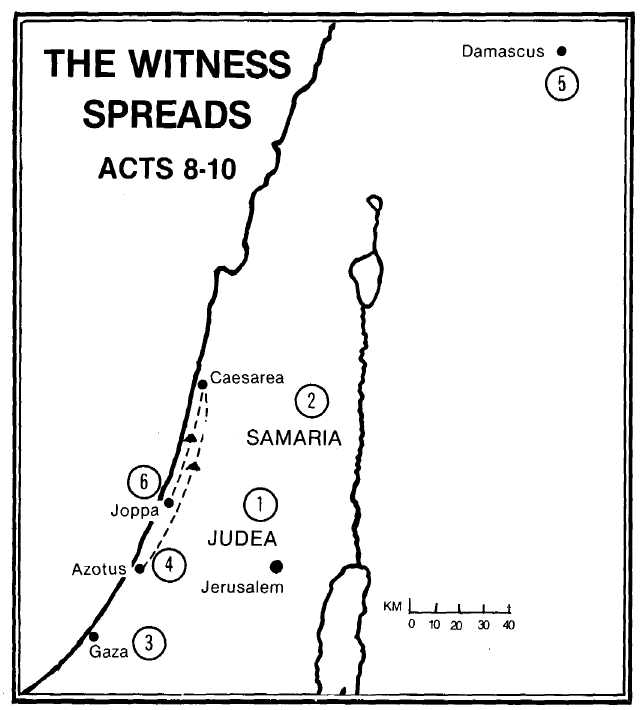 THE WITNESS
SPREADS
ACTS 8-10
Damascus
5
Caesarea
2
SAMARIA
6
Joppa
1
JUDEA
Azotus
4
Jerusalem
KM
0 10 20 30 40
Gaza
3